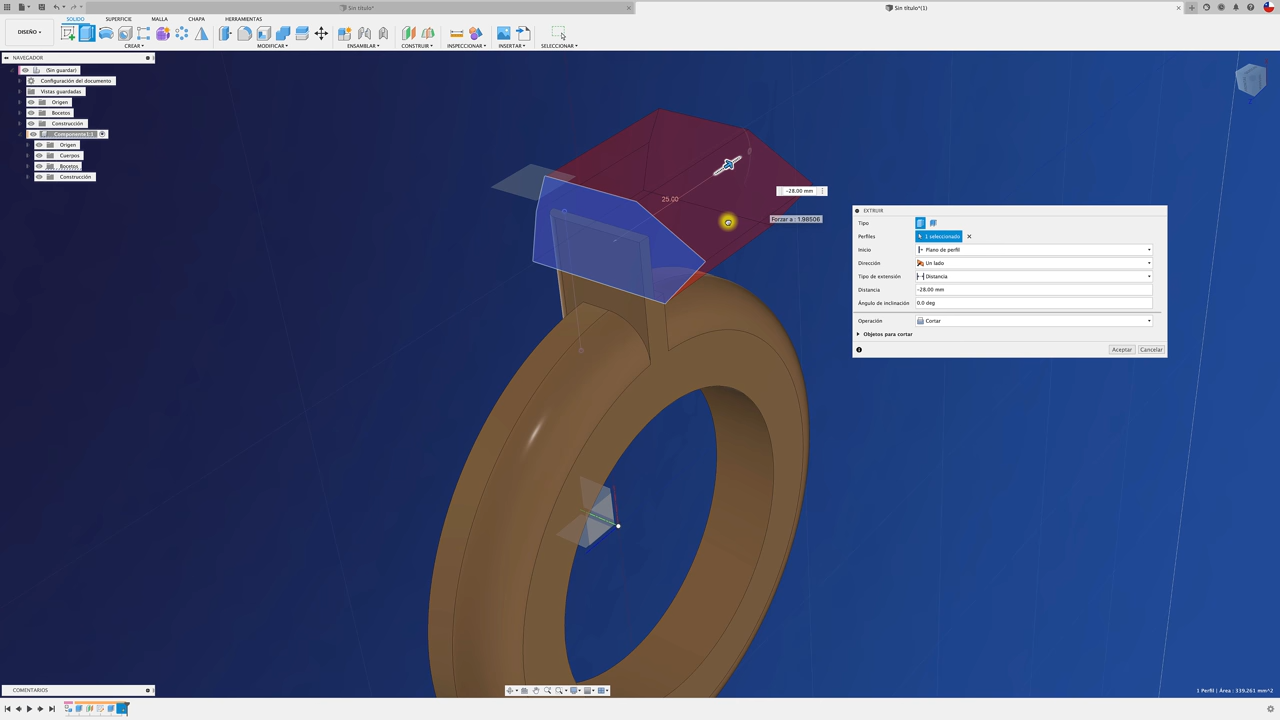 Sin título*
Sin título*(1)
DISEÑO
SÓLIDO
SUPERFICIE
MALLA
CHAPA
HERRAMIENTAS
CREAR
MODIFICAR
ENSAMBLAR
CONSTRUIR
INSPECCIONAR
INSERTAR
SELECCIONAR
NAVEGADOR
(Sin guardar)
Configuración del documento
Vistas guardadas
Origen
Bocetos
Construcción
Componente1:1
Origen
Cuerpos
Bocetos
Construcción
25.00
-28.00 mm
Forzar a : 1.98506
EXTRUIR
Tipo
Perfiles 1 seleccionado
Inicio Plano de perfil
Dirección Un lado
Tipo de extensión Distancia
Distancia -28.00 mm
Ángulo de inclinación 0.0 deg
Operación Cortar
Objetos para cortar
Aceptar Cancelar
COMENTARIOS
1 Perfil | Área : 339.261 mm^2